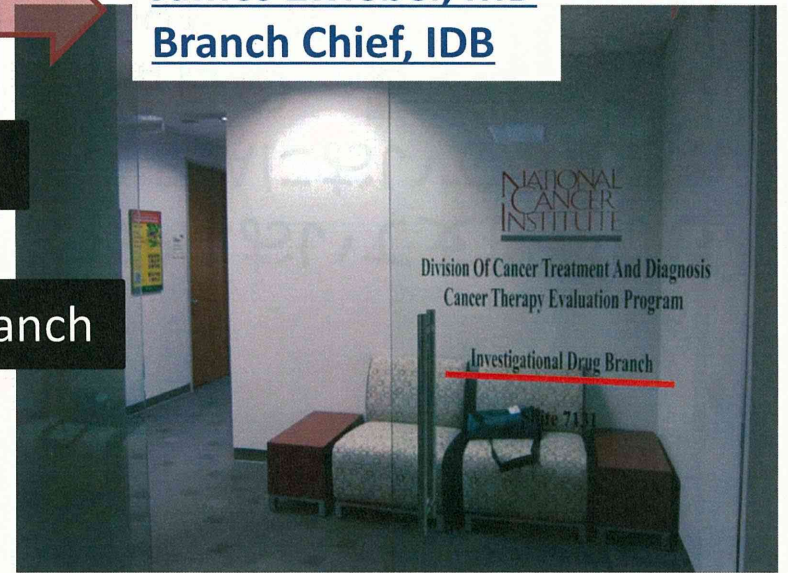 Branch Chief, IDB
anch
NATIONAL
CANCER
INSTITUTE
Division Of Cancer Treatment And Diagnosis
Cancer Therapy Evaluation Program
Investigational Drug Branch
7131